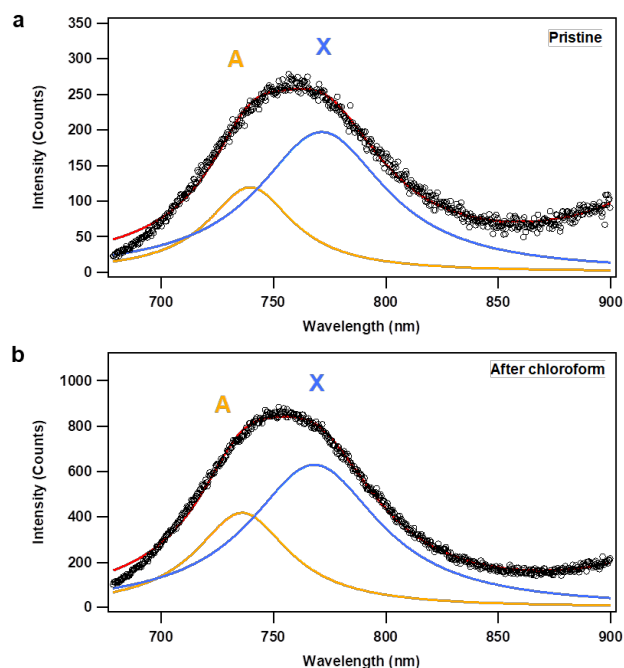 a
Pristine
A
X
350
300
250
200
150
100
50
0
Intensity (Counts)
700
750
800
850
900
Wavelength (nm)
b
After chloroform
A
X
1000
800
600
400
200
0
Intensity (Counts)
700
750
800
850
900
Wavelength (nm)